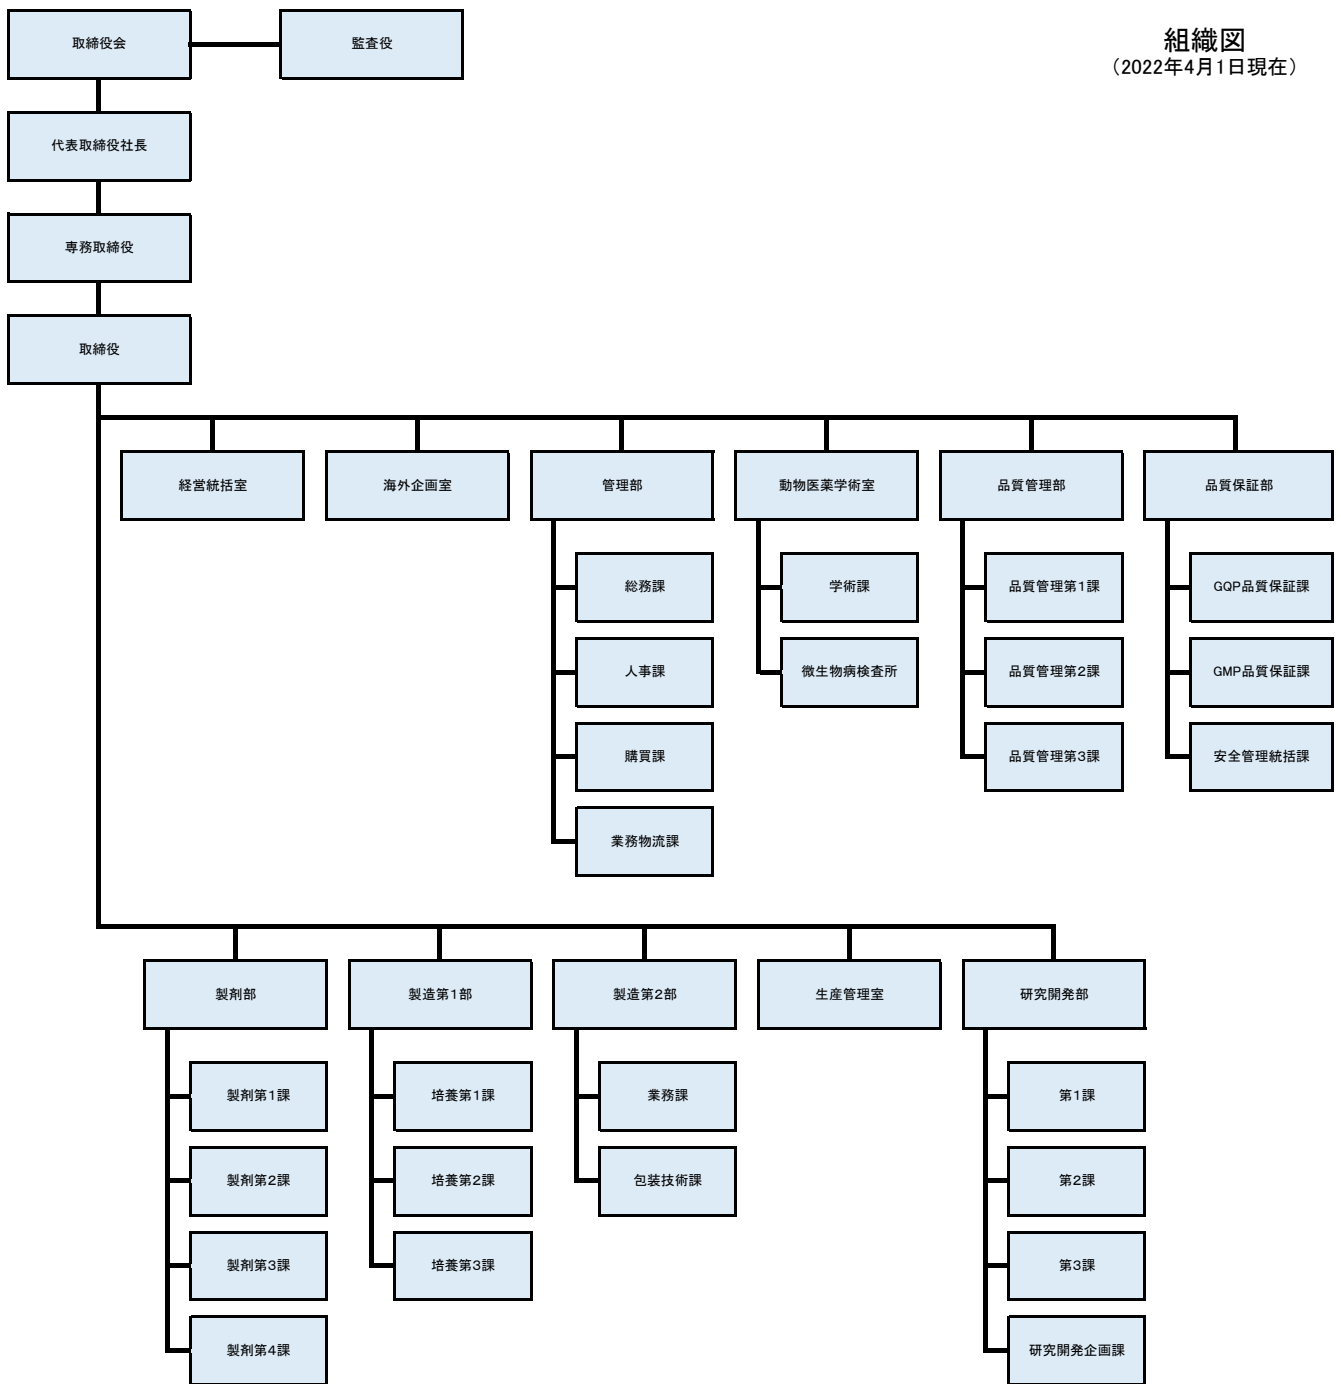 取締役会
監査役
組織図
（2022年4月1日現在）
代表取締役社長
専務取締役
取締役
経営統括室
海外企画室
管理部
動物医薬学術室
品質管理部
品質保証部
総務課
学術課
品質管理第1課
GQP品質保証課
人事課
微生物病検査所
品質管理第2課
GMP品質保証課
購買課
品質管理第3課
安全管理統括課
業務物流課
製剤部
製造第1部
製造第2部
生産管理室
研究開発部
製剤第1課
培養第1課
業務課
第1課
製剤第2課
培養第2課
包装技術課
第2課
製剤第3課
培養第3課
第3課
製剤第4課
研究開発企画課